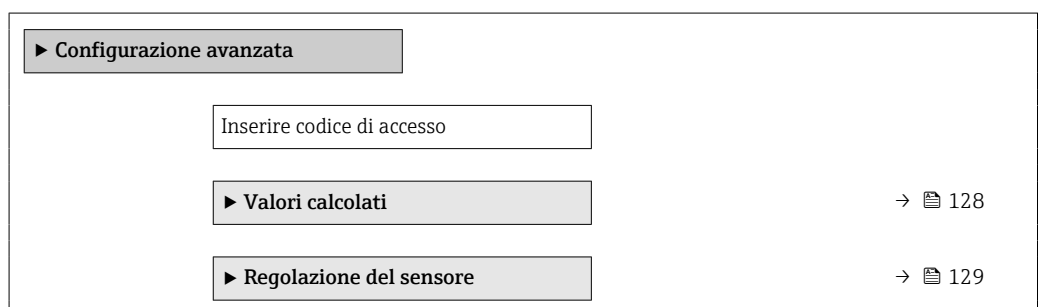 ▶ Configurazione avanzata
Inserire codice di accesso
▶ Valori calcolati → 128
▶ Regolazione del sensore → 129